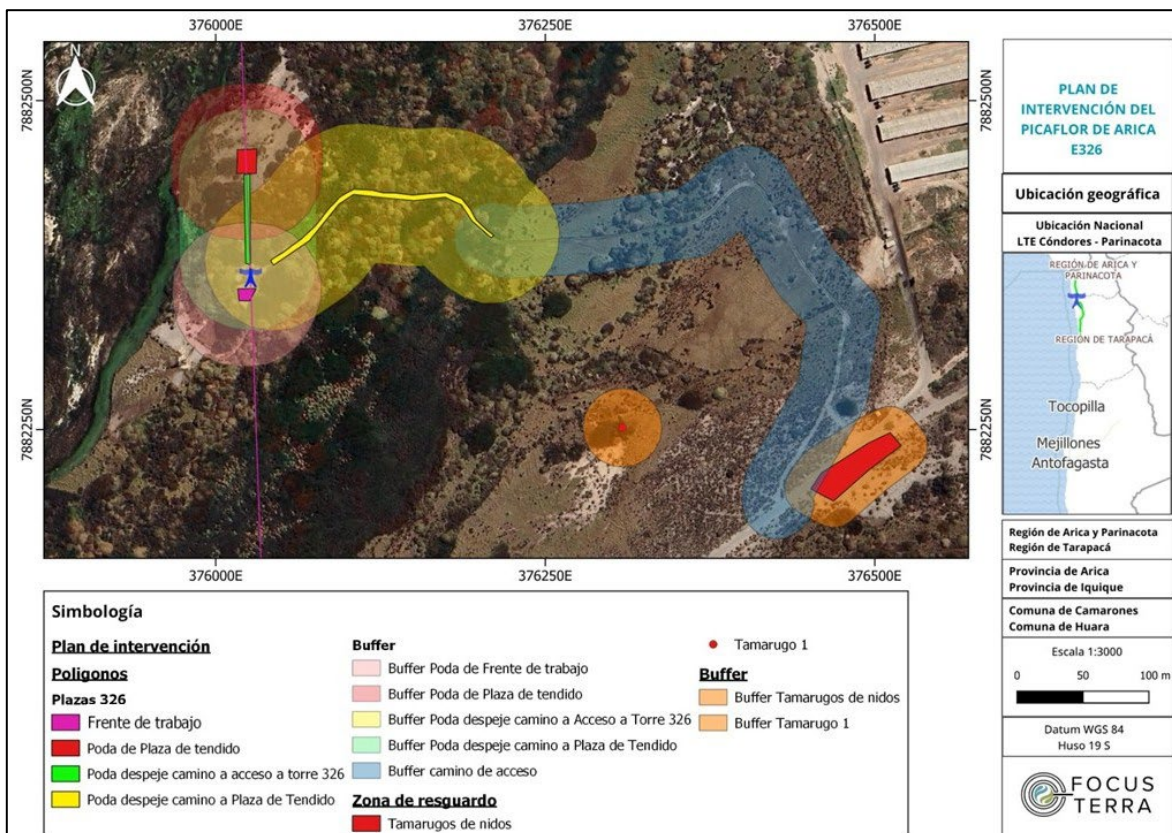 376000E
376250E
376500E
7882500N
7882500N
N
7882250N
7882250N
376000E
376250E
376500E
PLAN DE
INTERVENCIÓN DEL
PICAFLOR DE ARICA
E326
Ubicación geográfica
Ubicación Nacional
LTE Cóndores - Parinacota
REGIÓN DE ARICA Y
PARINACOTA
REGIÓN DE TARAPACÁ
Tocopilla
Mejillones
Antofagasta
Región de Arica y Parinacota
Región de Tarapacá
Provincia de Arica
Provincia de Iquique
Comuna de Camarones
Comuna de Huara
Escala 1:3000
0 50 100 m
Datum WGS 84
Huso 19 S
FOCUS
TERRA
Simbología
Plan de intervención
Poligonos
Plazas 326
Frente de trabajo
Poda de Plaza de tendido
Poda despeje camino a acceso a torre 326
Poda despeje camino a Plaza de Tendido
Buffer
Buffer Poda de Frente de trabajo
Buffer Poda de Plaza de tendido
Buffer Poda despeje camino a Acceso a Torre 326
Buffer Poda despeje camino a Plaza de Tendido
Buffer camino de acceso
Zona de resguardo
Tamarugos de nidos
Tamarugo 1
Buffer
Buffer Tamarugos de nidos
Buffer Tamarugo 1